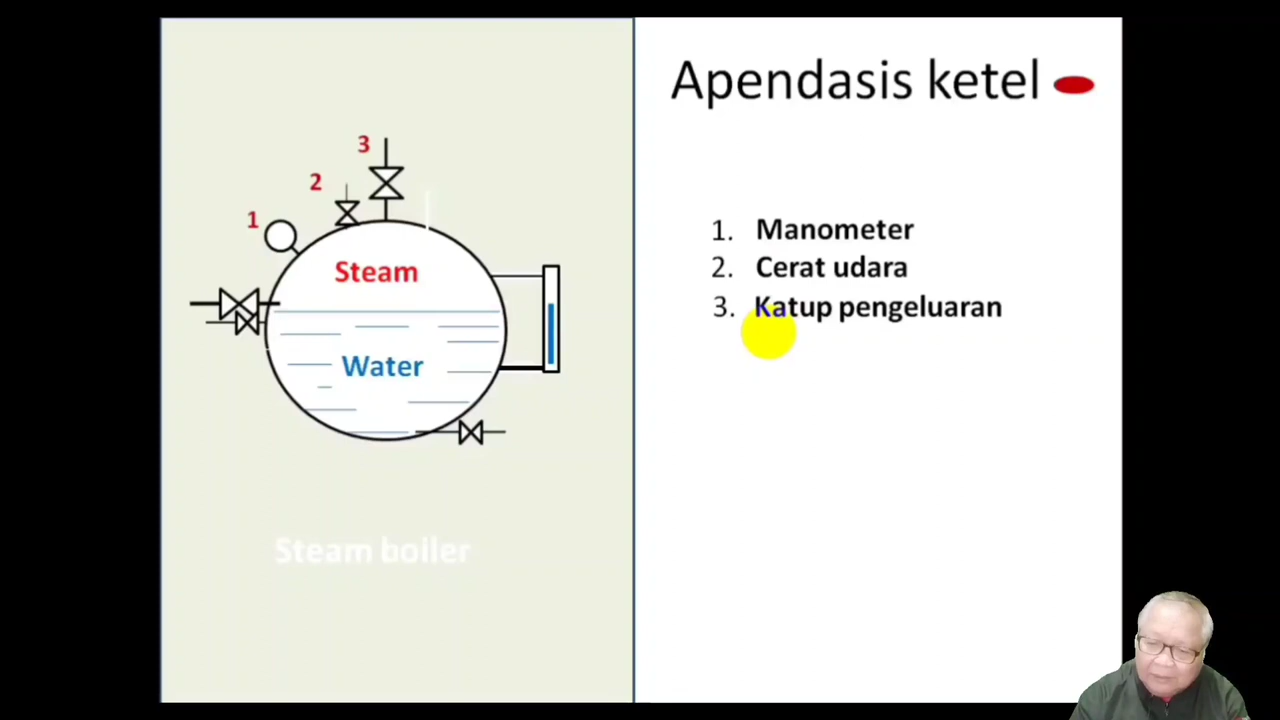 Apendasis ketel
3
2
1
Steam
Water
Steam boiler
1. Manometer
2. Cerat udara
3. Katup pengeluaran